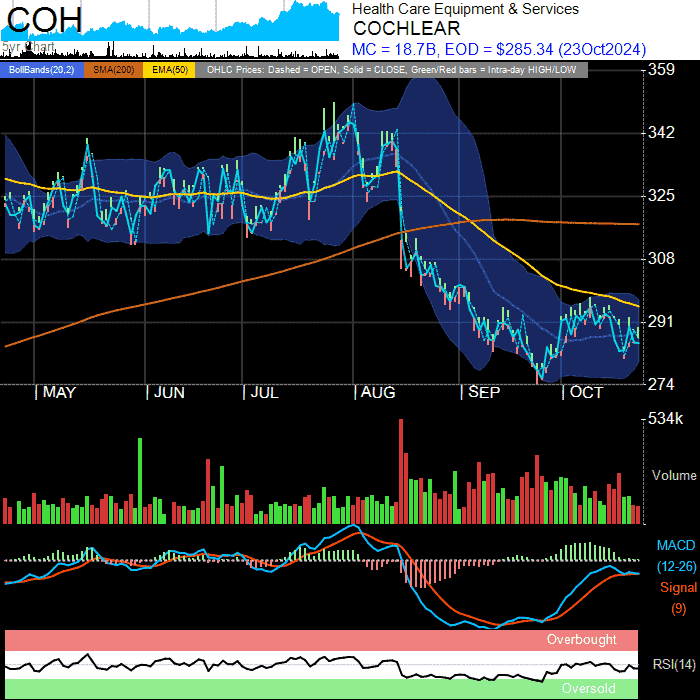 COH
Health Care Equipment & Services
COCHLEAR
MC = 18.7B, EOD = $285.34 (23Oct2024)
5yr Chart
BollBands(20,2) SMA(200) EMA(50) OHLC Prices: Dashed = OPEN, Solid = CLOSE, Green/Red bars = Intra-day HIGH/LOW
359
342
325
308
291
274
MAY JUN JUL AUG SEP OCT
534k
Volume
MACD
(12-26)
Signal
(9)
Overbought
RSI(14)
Oversold